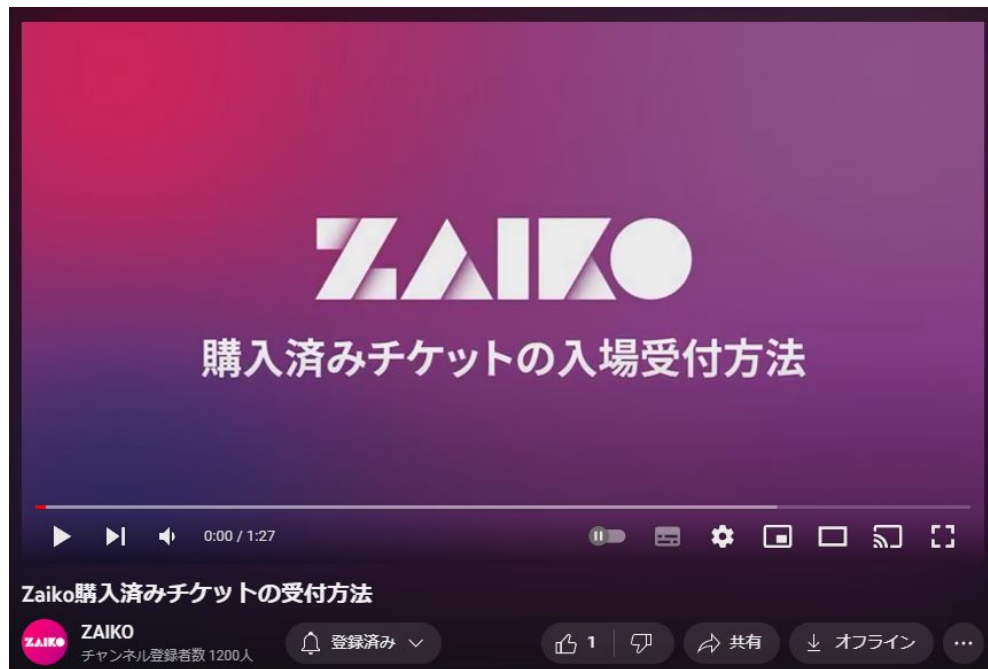 ZAIKO
購入済みチケットの入場受付方法
0:00 / 1:27
Zaiko購入済みチケットの受付方法
ZAIKO
ZAIKO
チャンネル登録者数 1200人
登録済み
1
共有
オフライン